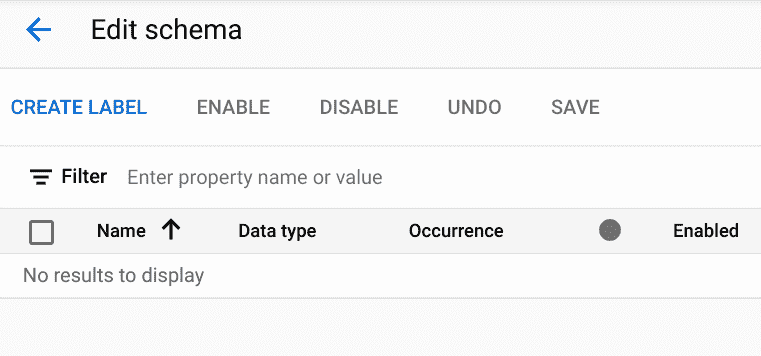 Edit schema
CREATE LABEL ENABLE DISABLE UNDO SAVE
Filter Enter property name or value
Name Data type Occurrence Enabled
No results to display